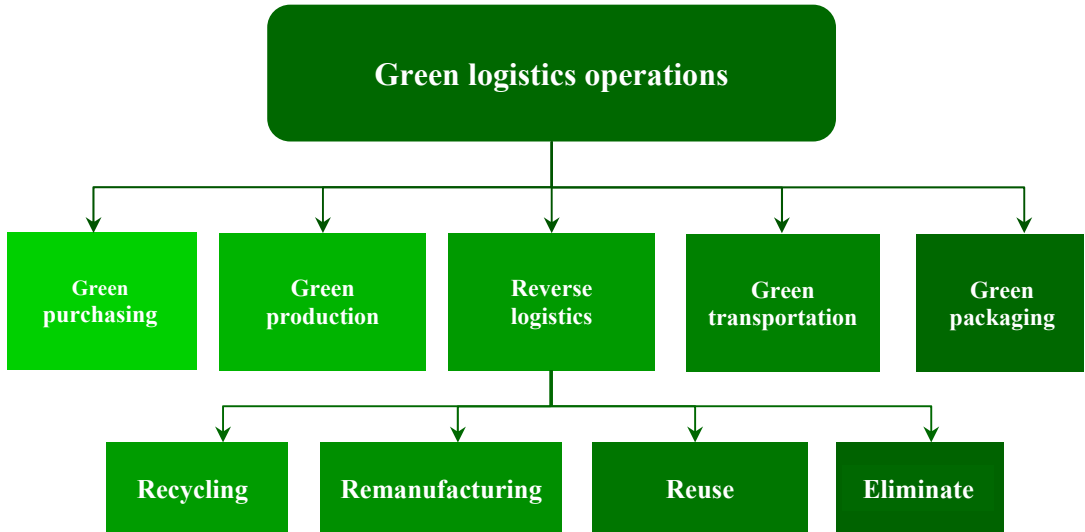 Green logistics operations
Green
purchasing
Green
production
Reverse
logistics
Green
transportation
Green
packaging
Recycling
Remanufacturing
Reuse
Eliminate